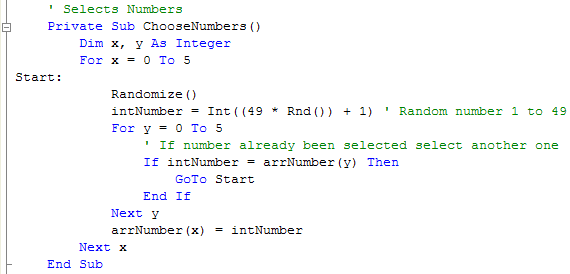 ' Selects Numbers
Private Sub ChooseNumbers()
Dim x, y As Integer
For x = 0 To 5
Start:
Randomize()
intNumber = Int((49 * Rnd()) + 1) ' Random number 1 to 49
For y = 0 To 5
' If number already been selected select another one
If intNumber = arrNumber(y) Then
GoTo Start
End If
Next y
arrNumber(x) = intNumber
Next x
End Sub